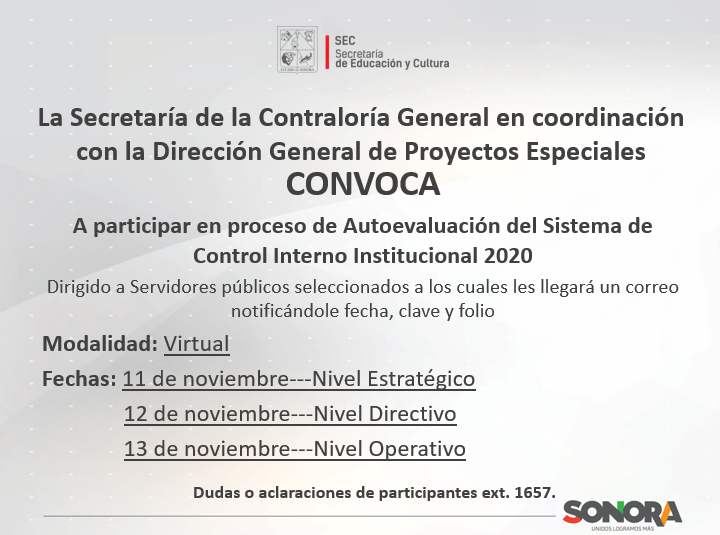 SEC
Secretaría
de Educación y Cultura
La Secretaría de la Contraloría General en coordinación
con la Dirección General de Proyectos Especiales
CONVOCA
A participar en proceso de Autoevaluación del Sistema de
Control Interno Institucional 2020
Dirigido a Servidores públicos seleccionados a los cuales les llegará un correo
notificándole fecha, clave y folio
Modalidad: Virtual
Fechas: 11 de noviembre---Nivel Estratégico
12 de noviembre---Nivel Directivo
13 de noviembre---Nivel Operativo
Dudas o aclaraciones de participantes ext. 1657.
SONORA
UNIDOS LOGRAMOS MÁS